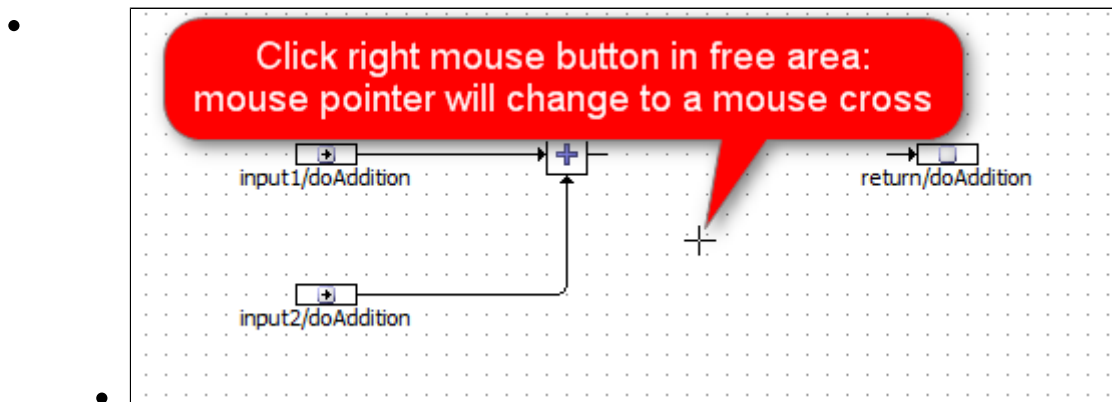 Click right mouse button in free area:
mouse pointer will change to a mouse cross
input1/doAddition
return/doAddition
input2/doAddition